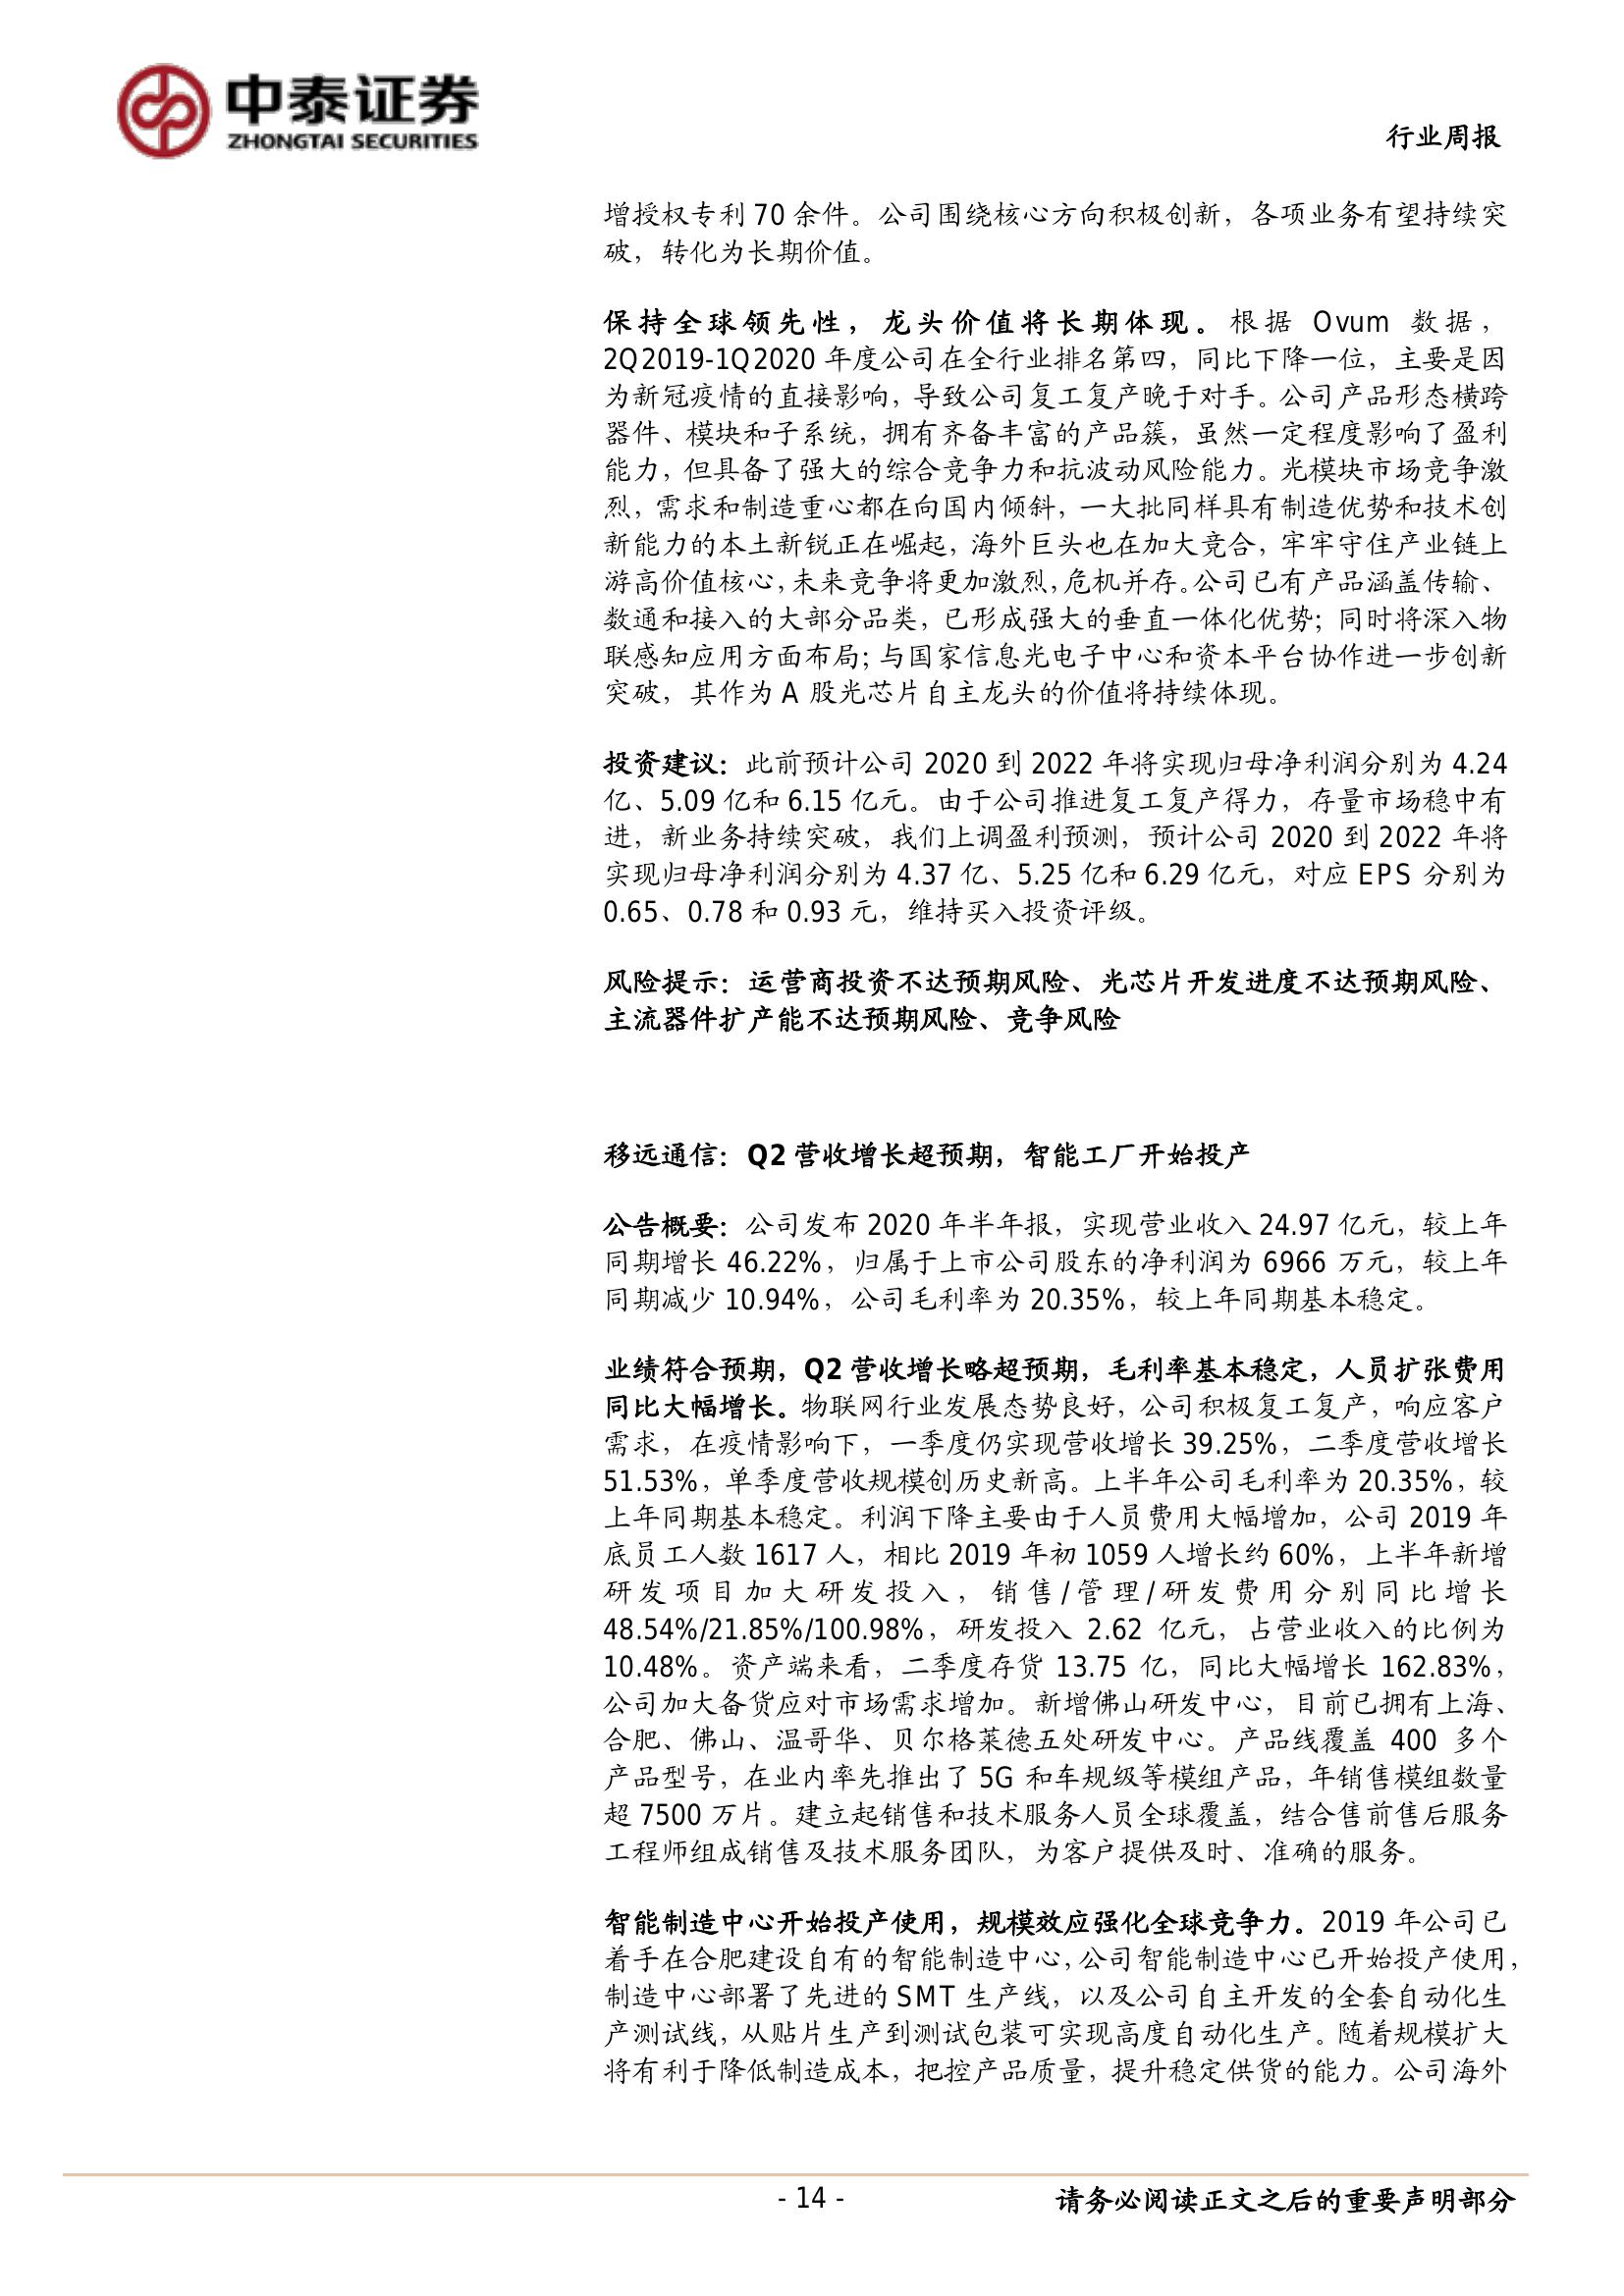 中泰证券
ZHONGTAI SECURITIES
行业周报
增授权专利 70 余件。公司围绕核心方向积极创新，各项业务有望持续突
破，转化为长期价值。
保持全球领先性，龙头价值将长期体现。根据 Ovum 数据，
2Q2019-1Q2020 年度公司在全行业排名第四，同比下降一位，主要是因
为新冠疫情的直接影响，导致公司复工复产晚于对手。公司产品形态横跨
器件、模块和子系统，拥有齐备丰富的产品簇，虽然一定程度影响了盈利
能力，但具备了强大的综合竞争力和抗波动风险能力。光模块市场竞争激
烈，需求和制造重心都在向国内倾斜，一大批同样具有制造优势和技术创
新能力的本土新锐正在崛起，海外巨头也在加大竞合，牢牢守住产业链上
游高价值核心，未来竞争将更加激烈，危机并存。公司已有产品涵盖传输、
数通和接入的大部分品类，已形成强大的垂直一体化优势；同时将深入物
联感知应用方面布局；与国家信息光电子中心和资本平台协作进一步创新
突破，其作为 A 股光芯片自主龙头的价值将持续体现。
投资建议：此前预计公司 2020 到 2022 年将实现归母净利润分别为 4.24
亿、5.09 亿和 6.15 亿元。由于公司推进复工复产得力，存量市场稳中有
进，新业务持续突破，我们上调盈利预测，预计公司 2020 到 2022 年将
实现归母净利润分别为 4.37 亿、5.25 亿和 6.29 亿元，对应 EPS 分别为
0.65、0.78 和 0.93 元，维持买入投资评级。
风险提示：运营商投资不达预期风险、光芯片开发进度不达预期风险、
主流器件扩产能不达预期风险、竞争风险
移远通信：Q2 营收增长超预期，智能工厂开始投产
公告概要：公司发布 2020 年半年报，实现营业收入 24.97 亿元，较上年
同期增长 46.22%，归属于上市公司股东的净利润为 6966 万元，较上年
同期减少 10.94%，公司毛利率为 20.35%，较上年同期基本稳定。
业绩符合预期，Q2 营收增长略超预期，毛利率基本稳定，人员扩张费用
同比大幅增长。物联网行业发展态势良好，公司积极复工复产，响应客户
需求，在疫情影响下，一季度仍实现营收增长 39.25%，二季度营收增长
51.53%，单季度营收规模创历史新高。上半年公司毛利率为 20.35%，较
上年同期基本稳定。利润下降主要由于人员费用大幅增加，公司 2019 年
底员工人数 1617 人，相比 2019 年初 1059 人增长约 60%，上半年新增
研发项目加大研发投入，销售/管理/研发费用分别同比增长
48.54%/21.85%/100.98%，研发投入 2.62 亿元，占营业收入的比例为
10.48%。资产端来看，二季度存货 13.75 亿，同比大幅增长 162.83%，
公司加大备货应对市场需求增加。新增佛山研发中心，目前已拥有上海、
合肥、佛山、温哥华、贝尔格莱德五处研发中心。产品线覆盖 400 多个
产品型号，在业内率先推出了 5G 和车规级等模组产品，年销售模组数量
超 7500 万片。建立起销售和技术服务人员全球覆盖，结合售前售后服务
工程师组成销售及技术服务团队，为客户提供及时、准确的服务。
智能制造中心开始投产使用，规模效应强化全球竞争力。2019 年公司已
着手在合肥建设自有的智能制造中心，公司智能制造中心已开始投产使用，
制造中心部署了先进的 SMT 生产线，以及公司自主开发的全套自动化生
产测试线，从贴片生产到测试包装可实现高度自动化生产。随着规模扩大
将有利于降低制造成本，把控产品质量，提升稳定供货的能力。公司海外
- 14 -
请务必阅读正文之后的重要声明部分